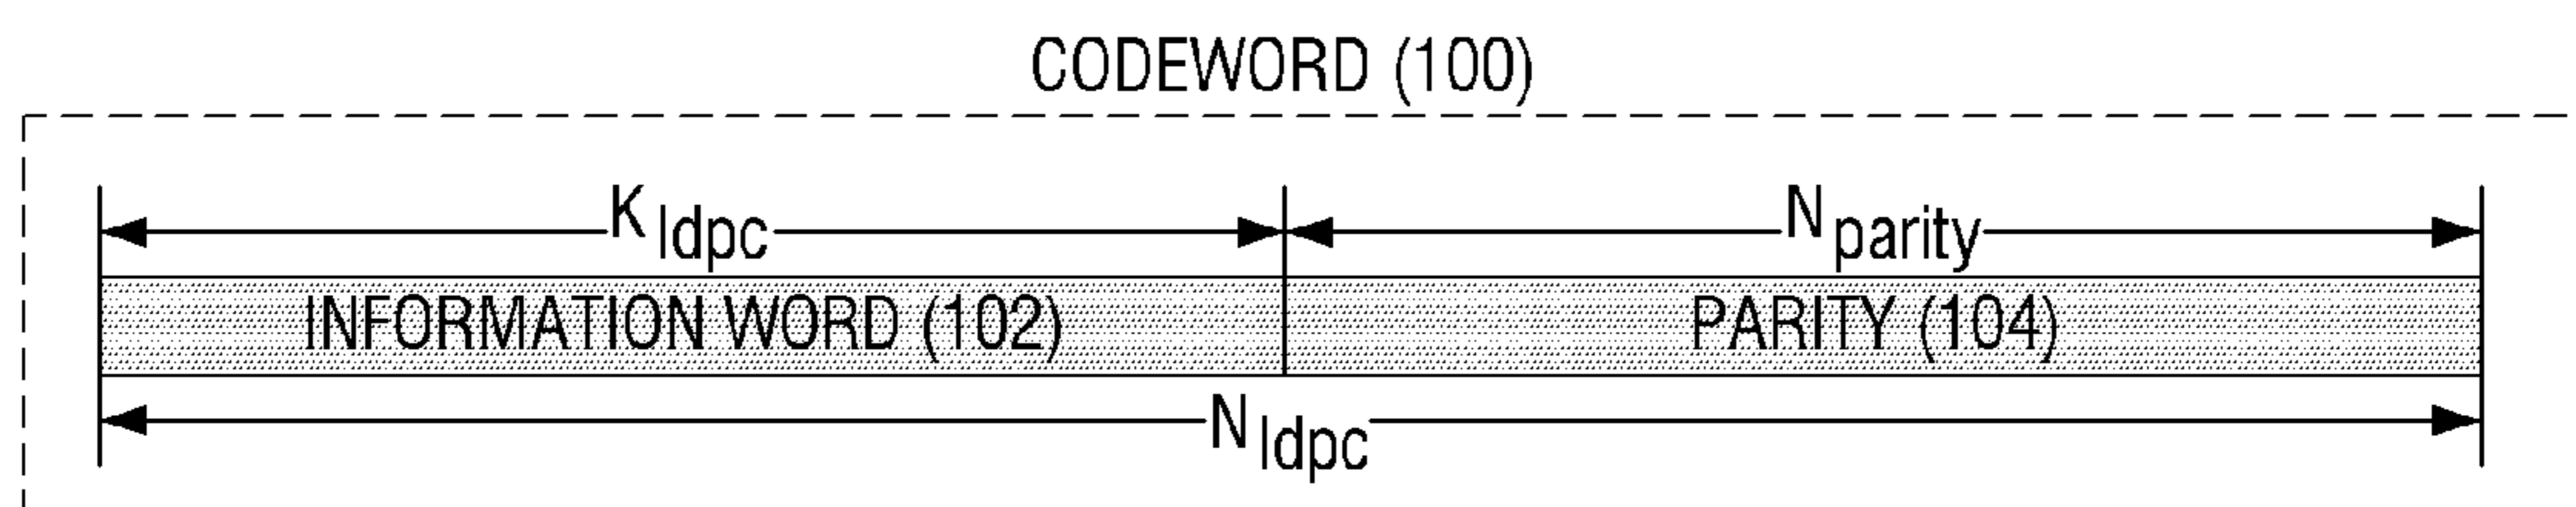 CODEWORD (100)
K ldpc N parity
INFORMATION WORD (102) PARITY (104)
N ldpc